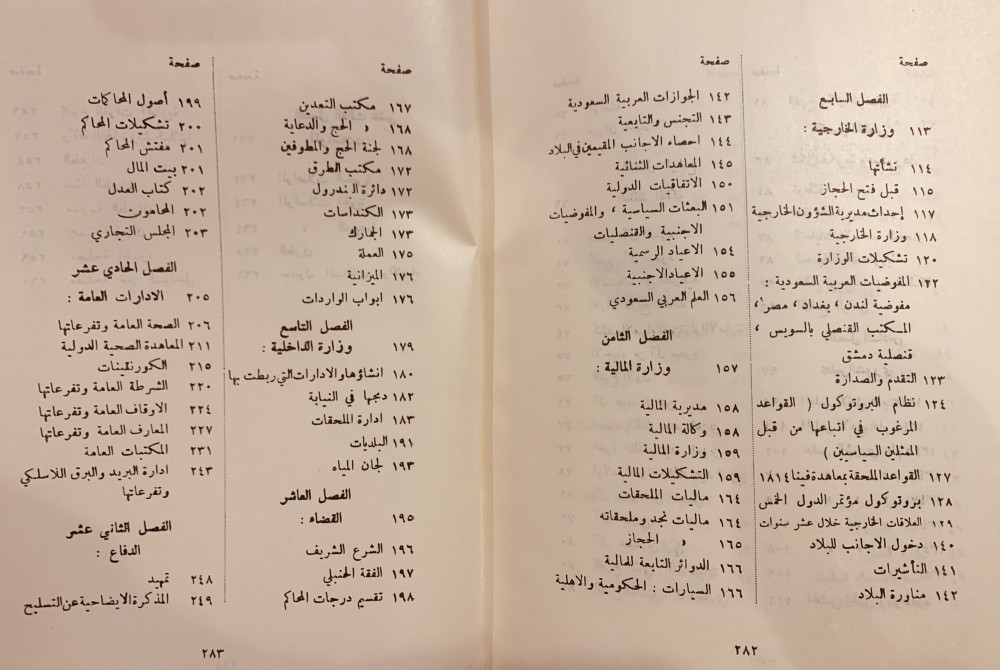 صفحة
الفصل السابع
١١٣ وزارة الخارجية :
١١٤ نشأتها
١١٥ قبل فتح الحجاز
١١٧ إحداث مديرية الشؤون الخارجية
١١٨ وزارة الخارجية
١٢٠ تشكيلات الوزارة
١٢٢ المفوضيات العربية السعودية :
مفوضية لندن ، بغداد ، مصر ،
المكتب القنصلي بالسويس ،
قنصلية دمشق
١٢٣ التقدم والصدارة
١٢٤ نظام البروتوكول ( القواعد
المرغوب في اتباعها من قبل
الممثلين السياسيين )
١٢٧ القواعد الملحقة بمعاهدة فينا ١٨١٤
١٢٨ بروتوكول مؤتمر الدول الخمس
١٢٩ العلاقات الخارجية خلال عشر سنوات
١٤٠ دخول الاجانب للبلاد
١٤١ التأشيرات
١٤٢ مناورة البلاد
صفحة
١٤٢ الجوازات العربية السعودية
١٤٣ التجنس والتابعية
١٤٤ احصاء الاجانب المقيمين في البلاد
١٤٥ المعاهدات الثنائية
١٥٠ الاتفاقيات الدولية
١٥١ البعثات السياسية ، والمفوضيات
الاجنبية والقنصليات
١٥٤ الاعياد الرسمية
١٥٥ الاعياد الاجنبية
١٥٦ العلم العربي السعودي
الفصل الثامن
١٥٧ وزارة المالية :
١٥٨ مديرية المالية
١٥٨ وكالة المالية
١٥٩ وزارة المالية
١٥٩ التشكيلات المالية
١٦٤ ماليات الملحقات
١٦٤ ماليات نجد وملحقاته
١٦٥ » الحجاز
١٦٦ الدوائر التابعة للمالية
١٦٦ السيارات : الحكومية والاهلية
٢٨٢
صفحة
١٦٧ مكتب التعدين
١٦٨ » الحج والدعاية
١٦٨ لجنة الحج والمطوفين
١٧٢ مكتب الطرق
١٧٢ دائرة البندرول
١٧٣ الكنداسات
١٧٣ الجمارك
١٧٥ العملة
١٧٦ الميزانية
١٧٦ ابواب الواردات
الفصل التاسع
١٧٩ وزارة الداخلية :
١٨٠ انشاؤها والادارات التي ربطت بها
١٨٢ دمجها في النيابة
١٨٣ ادارة الملحقات
١٩١ البلديات
١٩٣ لجان المياه
الفصل العاشر
١٩٥ القضاء :
١٩٦ الشرع الشريف
١٩٧ الفقة الحنبلي
١٩٨ تقسيم درجات المحاكم
صفحة
١٩٩ أصول المحاكمات
٢٠٠ تشكيلات المحاكم
٢٠١ مفتش المحاكم
٢٠١ بيت المال
٢٠٢ كتاب العدل
٢٠٢ المحامون
٢٠٣ المجلس التجاري
الفصل الحادي عشر
٢٠٥ الادارات العامة :
٢٠٦ الصحة العامة وتفرعاتها
٢١١ المعاهدة الصحية الدولية
٢١٥ الكورنتينات
٢٢٠ الشرطة العامة وتفرعاتها
٢٢٤ الاوقاف العامة وتفرعاتها
٢٢٧ المعارف العامة وتفرعاتها
٢٣١ المكتبات العامة
٢٤٣ ادارة البريد والبرق اللاسلكي
وتفرعاتها
الفصل الثاني عشر
الدفاع :
٢٤٨ تمهيد
٢٤٩ المذكرة الايضاحية عن التسليح
٢٨٣